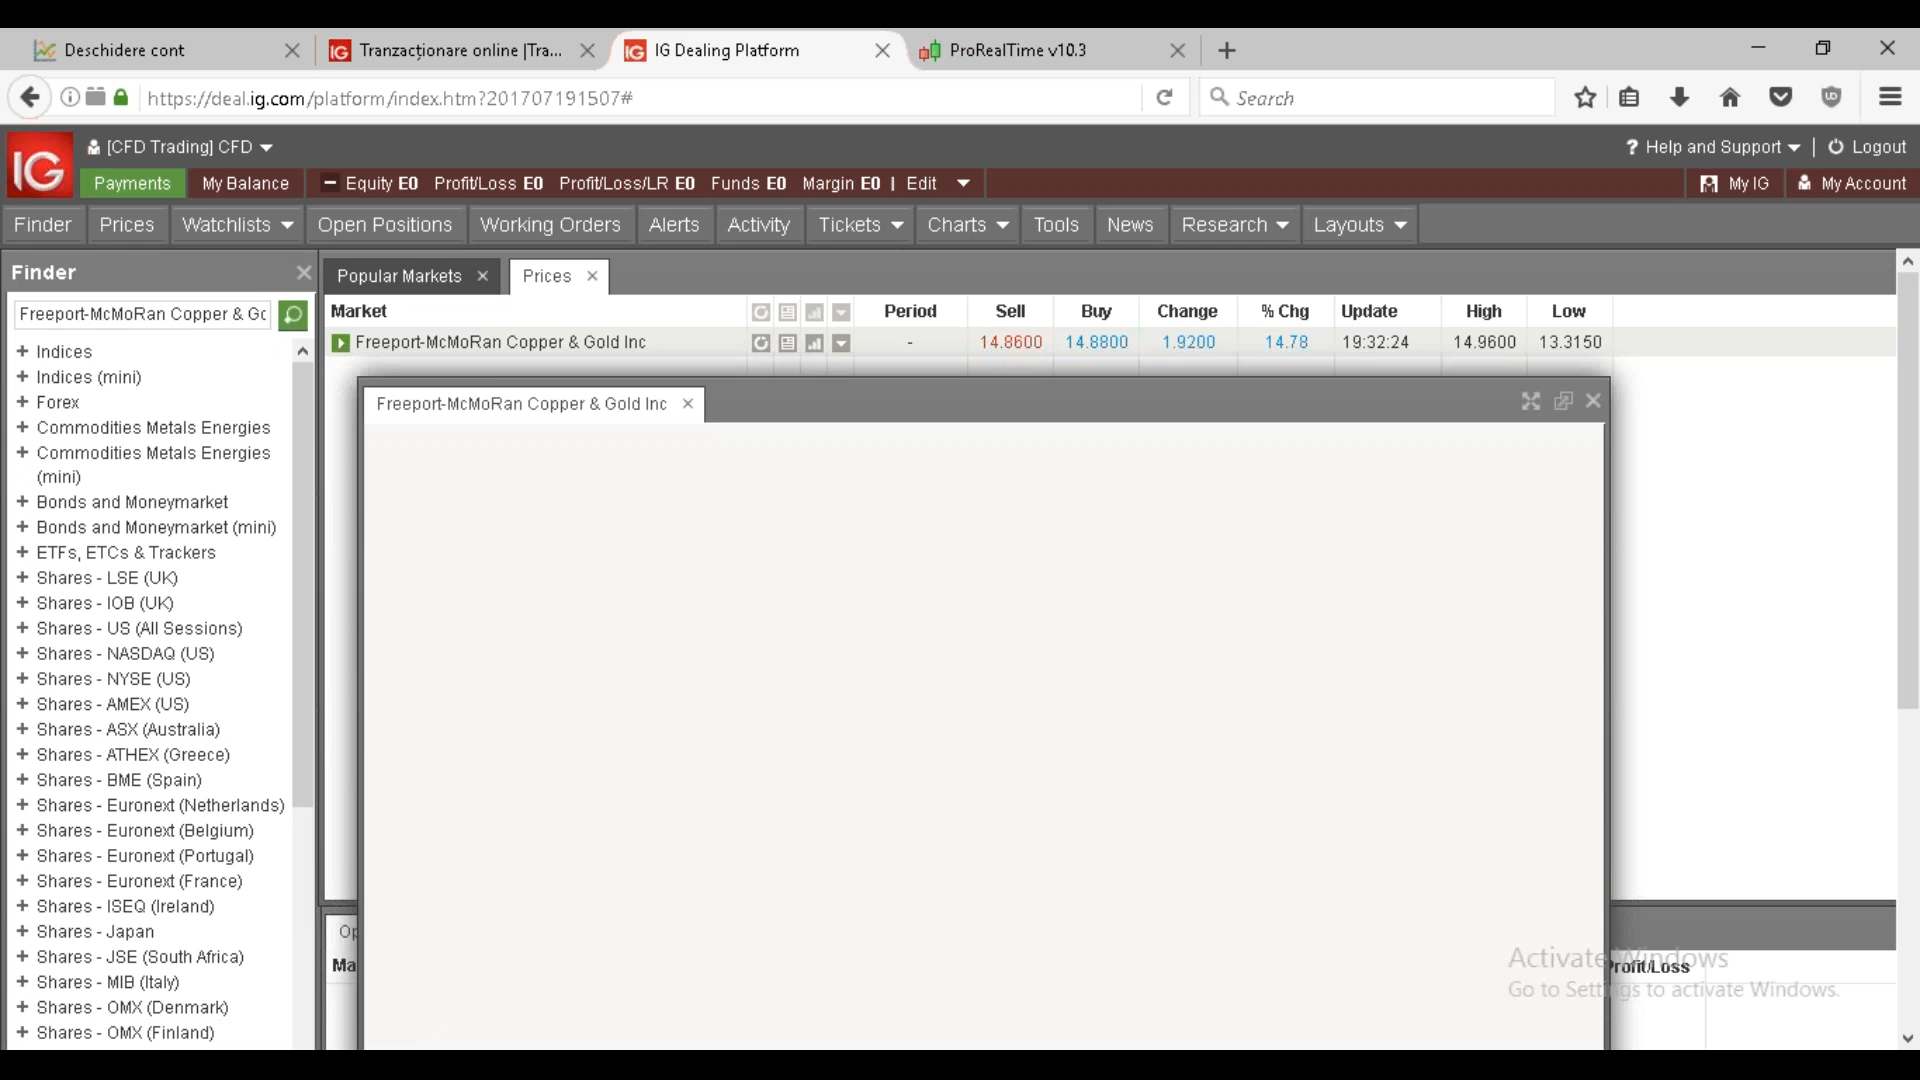 Deschidere cont
IG Tranzacționare online |Tra...
IG IG Dealing Platform
ProRealTime v10.3
https://deal.ig.com/platform/index.htm?201707191507#
Search
IG
[CFD Trading] CFD
? Help and Support | Logout
Payments My Balance Equity E0 Profit/Loss E0 Profit/Loss/LR E0 Funds E0 Margin E0 | Edit My IG My Account
Finder Prices Watchlists Open Positions Working Orders Alerts Activity Tickets Charts Tools News Research Layouts
Finder
Freeport-McMoRan Copper & Go
+ Indices
+ Indices (mini)
+ Forex
+ Commodities Metals Energies
+ Commodities Metals Energies
(mini)
+ Bonds and Moneymarket
+ Bonds and Moneymarket (mini)
+ ETFs, ETCs & Trackers
+ Shares - LSE (UK)
+ Shares - IOB (UK)
+ Shares - US (All Sessions)
+ Shares - NASDAQ (US)
+ Shares - NYSE (US)
+ Shares - AMEX (US)
+ Shares - ASX (Australia)
+ Shares - ATHEX (Greece)
+ Shares - BME (Spain)
+ Shares - Euronext (Netherlands)
+ Shares - Euronext (Belgium)
+ Shares - Euronext (Portugal)
+ Shares - Euronext (France)
+ Shares - ISEQ (Ireland)
+ Shares - Japan
+ Shares - JSE (South Africa)
+ Shares - MIB (Italy)
+ Shares - OMX (Denmark)
+ Shares - OMX (Finland)
Popular Markets Prices
Market Period Sell Buy Change % Chg Update High Low
Freeport-McMoRan Copper & Gold Inc - 14.8600 14.8800 1.9200 14.78 19:32:24 14.9600 13.3150
Freeport-McMoRan Copper & Gold Inc
Op
Ma
Profit/Loss
Activate Windows
Go to Settings to activate Windows.